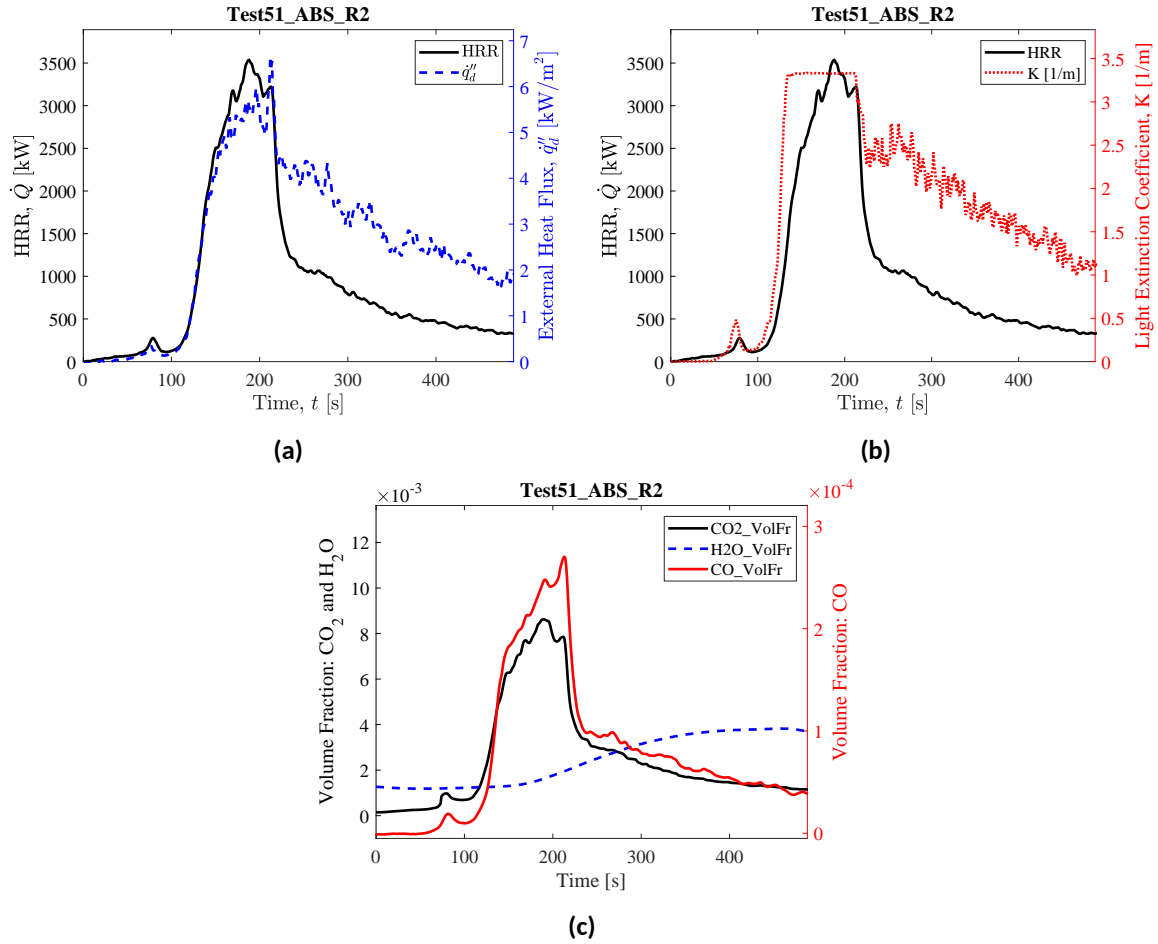 Test51_ABS_R2
HRR
q̇″d
HRR, Q̇ [kW]
3500
3000
2500
2000
1500
1000
500
0
External Heat Flux, q̇″d [kW/m²]
7
6
5
4
3
2
1
0
0 100 200 300 400
Time, t [s]
(a)
Test51_ABS_R2
HRR
K [1/m]
HRR, Q̇ [kW]
3500
3000
2500
2000
1500
1000
500
0
Light Extinction Coefficient, K [1/m]
3.5
3
2.5
2
1.5
1
0.5
0
0 100 200 300 400
Time, t [s]
(b)
Test51_ABS_R2
×10⁻³
×10⁻⁴
CO2_VolFr
H2O_VolFr
CO_VolFr
Volume Fraction: CO₂ and H₂O
12
10
8
6
4
2
0
Volume Fraction: CO
3
2
1
0
0 100 200 300 400
Time [s]
(c)